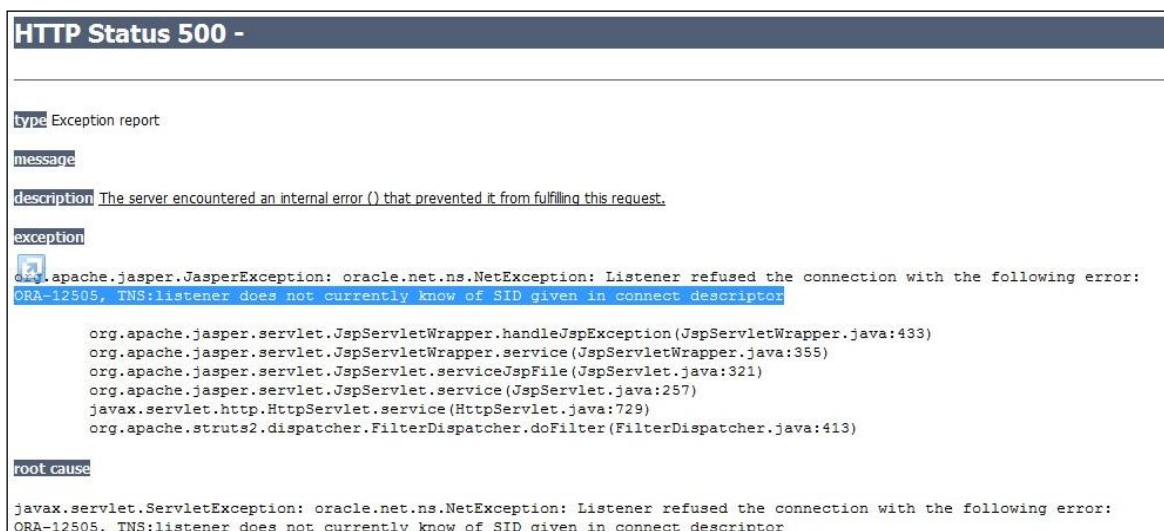 HTTP Status 500 -
type Exception report
message
description The server encountered an internal error () that prevented it from fulfilling this request.
exception
org.apache.jasper.JasperException: oracle.net.ns.NetException: Listener refused the connection with the following error:
ORA-12505, TNS:listener does not currently know of SID given in connect descriptor
org.apache.jasper.servlet.JspServletWrapper.handleJspException(JspServletWrapper.java:433)
org.apache.jasper.servlet.JspServletWrapper.service(JspServletWrapper.java:355)
org.apache.jasper.servlet.JspServlet.serviceJspFile(JspServlet.java:321)
org.apache.jasper.servlet.JspServlet.service(JspServlet.java:257)
javax.servlet.http.HttpServlet.service(HttpServlet.java:729)
org.apache.struts2.dispatcher.FilterDispatcher.doFilter(FilterDispatcher.java:413)
root cause
javax.servlet.ServletException: oracle.net.ns.NetException: Listener refused the connection with the following error:
ORA-12505, TNS:listener does not currently know of SID given in connect descriptor